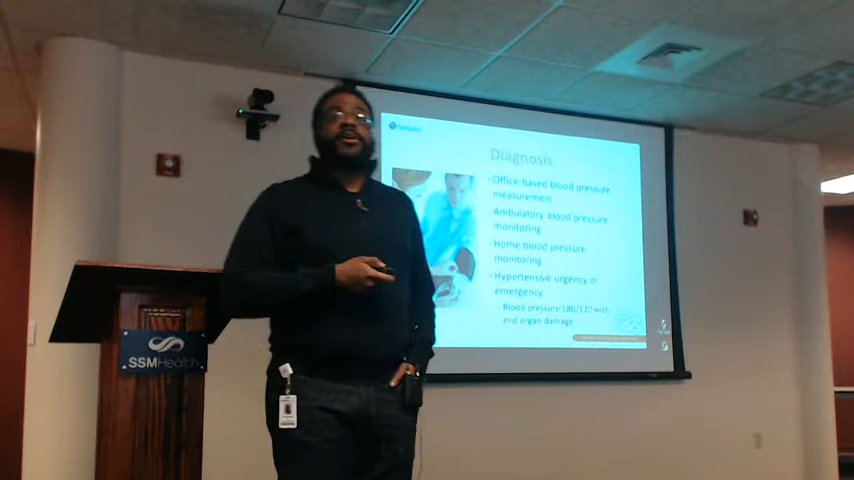 Diagnosis
Office-based blood pressure
measurement
Ambulatory blood pressure
monitoring
Home blood pressure
monitoring
Hypertensive urgency or
emergency
Blood pressure 180/120 with
end organ damage
SSMHealth